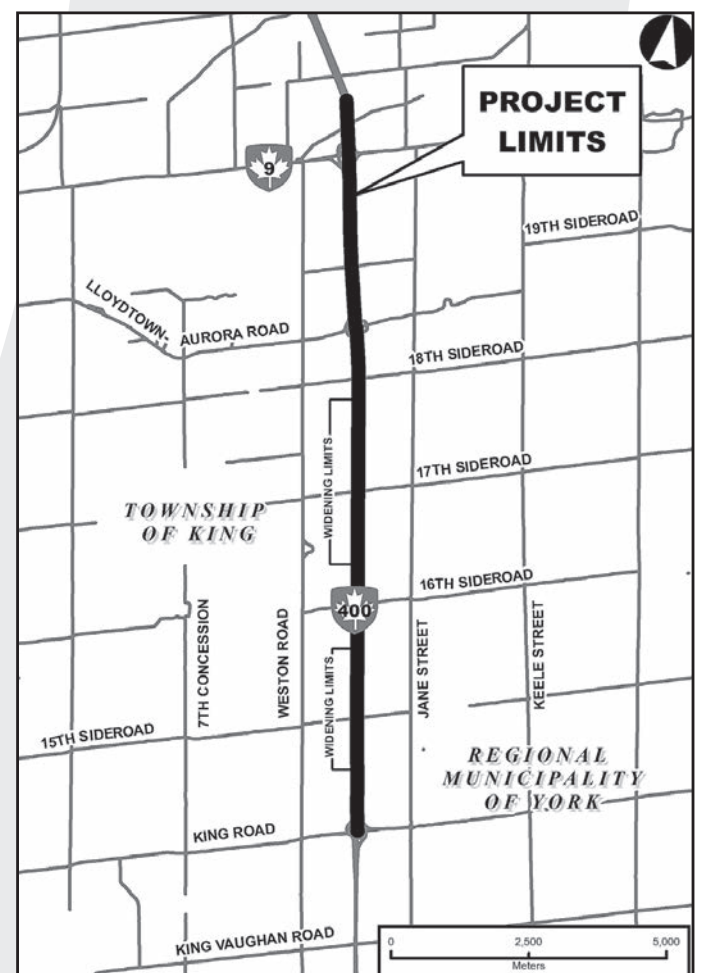 PROJECT
LIMITS
9
19TH SIDEROAD
LLOYDTOWN-
AURORA ROAD
18TH SIDEROAD
WIDENING LIMITS
17TH SIDEROAD
TOWNSHIP
OF KING
16TH SIDEROAD
400
7TH CONCESSION
WESTON ROAD
JANE STREET
KEELE STREET
WIDENING LIMITS
15TH SIDEROAD
REGIONAL
MUNICIPALITY
OF YORK
KING ROAD
KING VAUGHAN ROAD
0 2,500 5,000
Meters